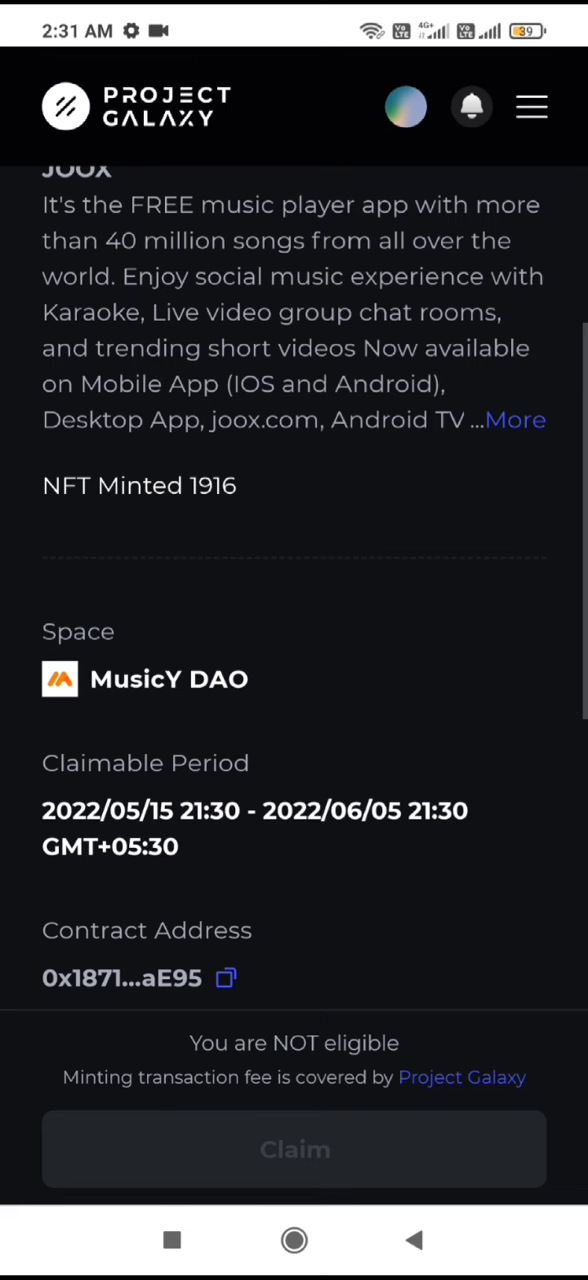 2:31 AM
4G+
39
PROJECT
GALAXY
JOOX
It's the FREE music player app with more
than 40 million songs from all over the
world. Enjoy social music experience with
Karaoke, Live video group chat rooms,
and trending short videos Now available
on Mobile App (IOS and Android),
Desktop App, joox.com, Android TV ...More
NFT Minted 1916
Space
MusicY DAO
Claimable Period
2022/05/15 21:30 - 2022/06/05 21:30
GMT+05:30
Contract Address
0x1871...aE95
You are NOT eligible
Minting transaction fee is covered by Project Galaxy
Claim